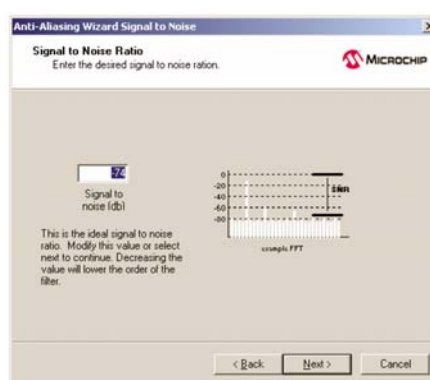 Anti-Aliasing Wizard Signal to Noise
Signal to Noise Ratio
Enter the desired signal to noise ration.
MICROCHIP
-74
Signal to
noise (db)
This is the ideal signal to noise
ratio. Modify this value or select
next to continue. Decreasing the
value will lower the order of the
filter.
0
-20
-40
-60
-80
SNR
example FFT
< Back
Next >
Cancel